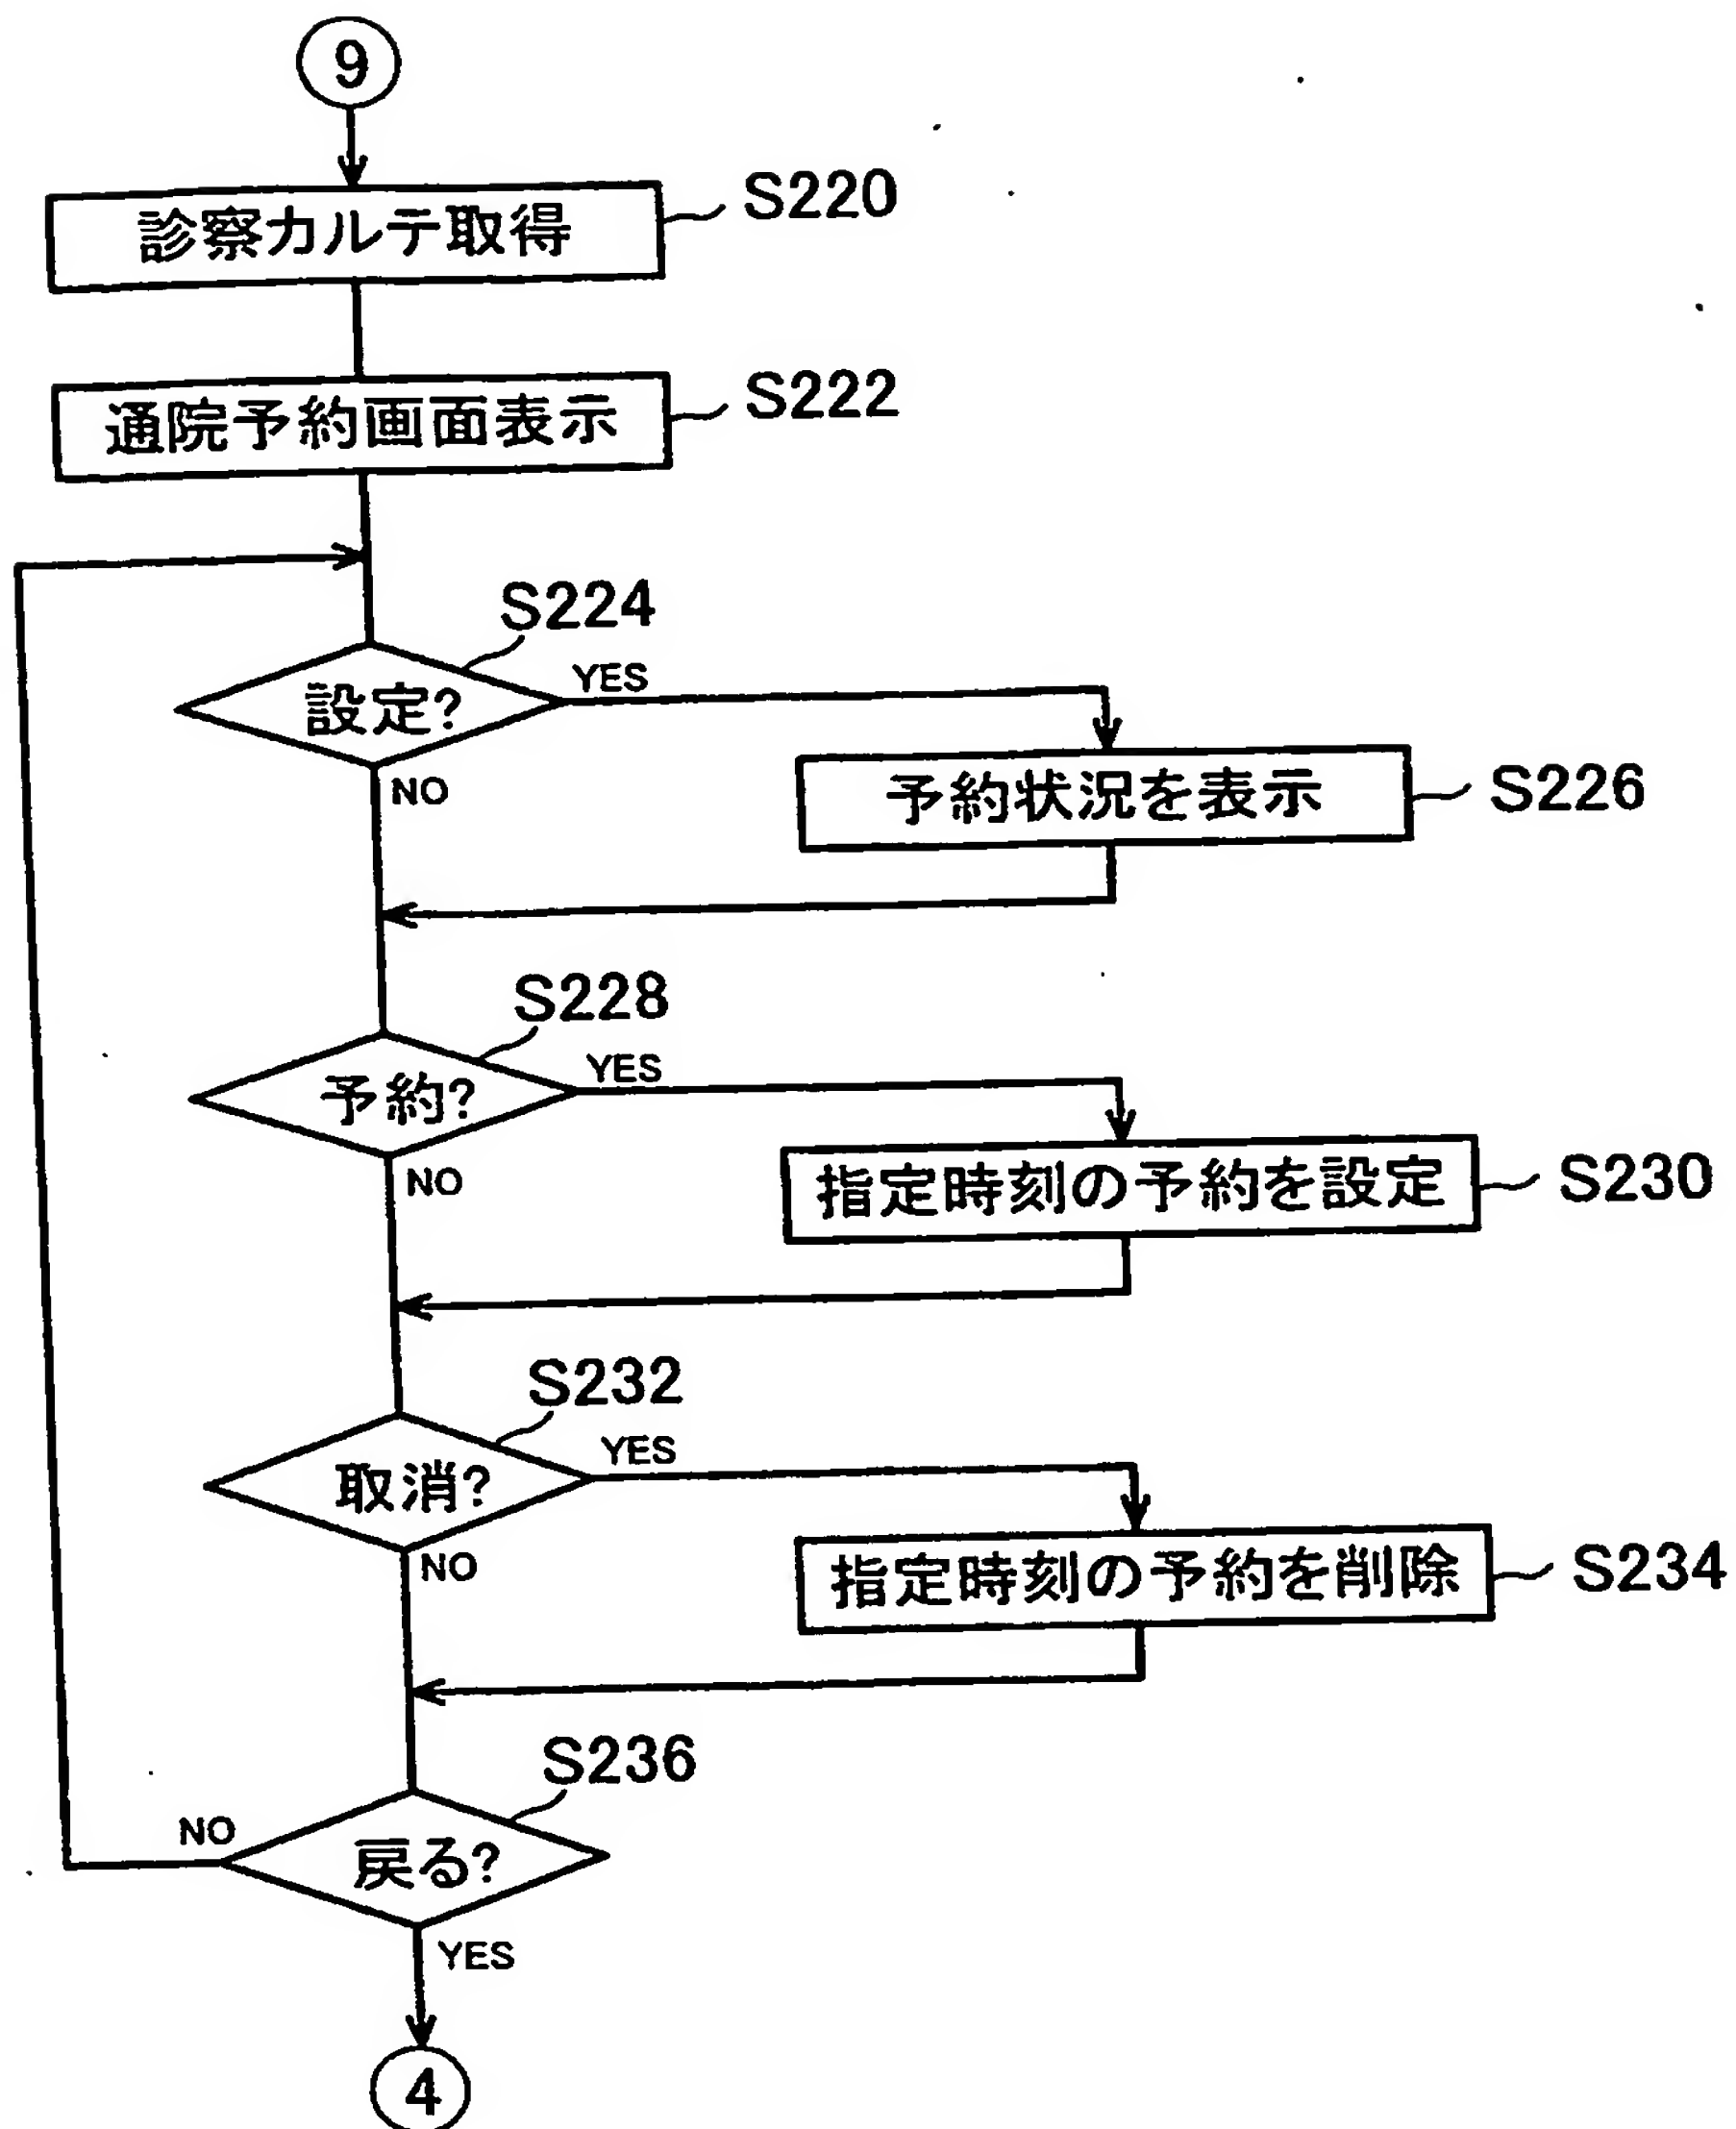 9
診察カルテ取得
S220
通院予約画面表示
S222
S224
設定?
YES
NO
予約状況を表示
S226
S228
予約?
YES
NO
指定時刻の予約を設定
S230
S232
取消?
YES
NO
指定時刻の予約を削除
S234
S236
戻る?
NO
YES
4